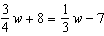 3/4 w + 8 = 1/3 w − 7